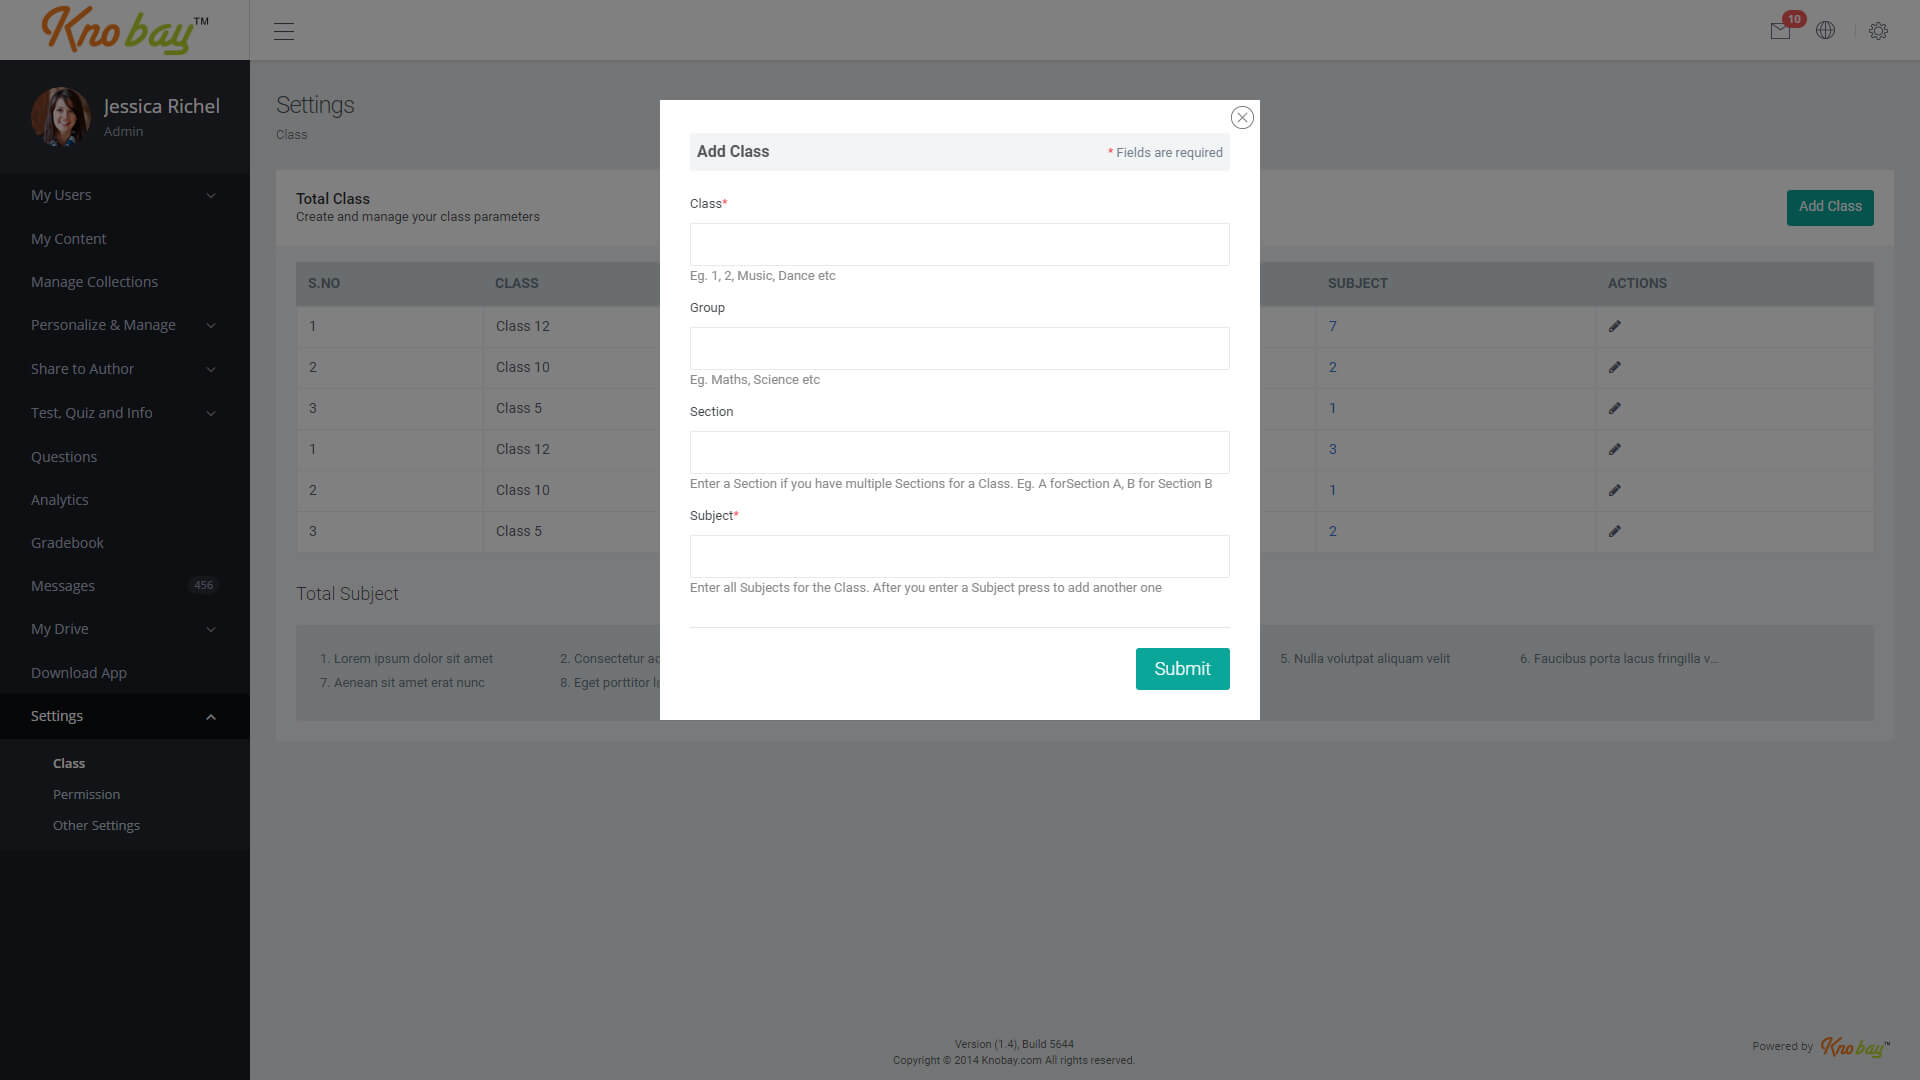 Kno bay™
10
Jessica Richel
Admin
My Users
My Content
Manage Collections
Personalize & Manage
Share to Author
Test, Quiz and Info
Questions
Analytics
Gradebook
Messages 456
My Drive
Download App
Settings
Class
Permission
Other Settings
Settings
Class
Total Class
Create and manage your class parameters
Add Class
S.NO CLASS SUBJECT ACTIONS
1 Class 12 7
2 Class 10 2
3 Class 5 1
1 Class 12 3
2 Class 10 1
3 Class 5 2
Total Subject
1. Lorem ipsum dolor sit amet 2. Consectetur 5. Nulla volutpat aliquam velit 6. Faucibus porta lacus fringilla v...
7. Aenean sit amet erat nunc 8. Eget porttitor
Add Class * Fields are required
Class*
Eg. 1, 2, Music, Dance etc
Group
Eg. Maths, Science etc
Section
Enter a Section if you have multiple Sections for a Class. Eg. A forSection A, B for Section B
Subject*
Enter all Subjects for the Class. After you enter a Subject press to add another one
Submit
Version (1.4), Build 5644
Copyright © 2014 Knobay.com All rights reserved.
Powered by Kno bay™